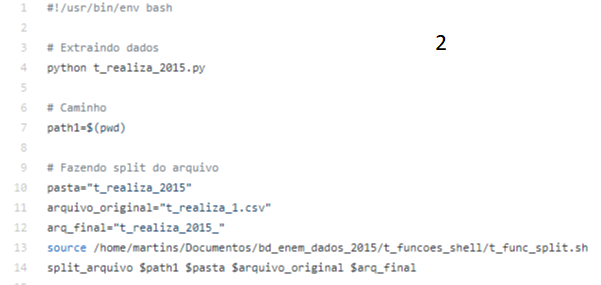 1 #!/usr/bin/env bash
2
2
3 # Extraindo dados
4 python t_realiza_2015.py
5
6 # Caminho
7 path1=$(pwd)
8
9 # Fazendo split do arquivo
10 pasta="t_realiza_2015"
11 arquivo_original="t_realiza_1.csv"
12 arq_final="t_realiza_2015_"
13 source /home/martins/Documentos/bd_enem_dados_2015/t_funcoes_shell/t_func_split.sh
14 split_arquivo $path1 $pasta $arquivo_original $arq_final